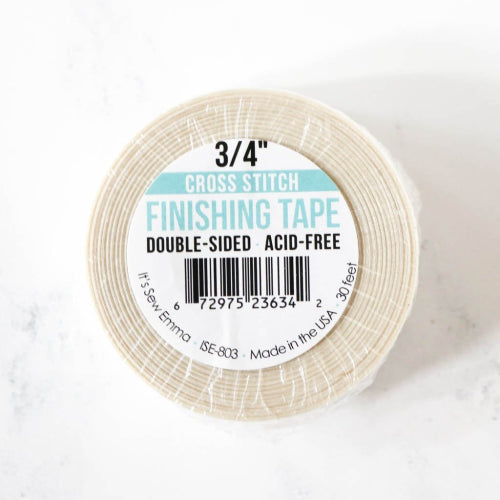 3/4"
CROSS STITCH
FINISHING TAPE
DOUBLE-SIDED · ACID-FREE
6 72975 23634 2
It's Sew Emma · ISE-803 · Made in the USA · 30 feet